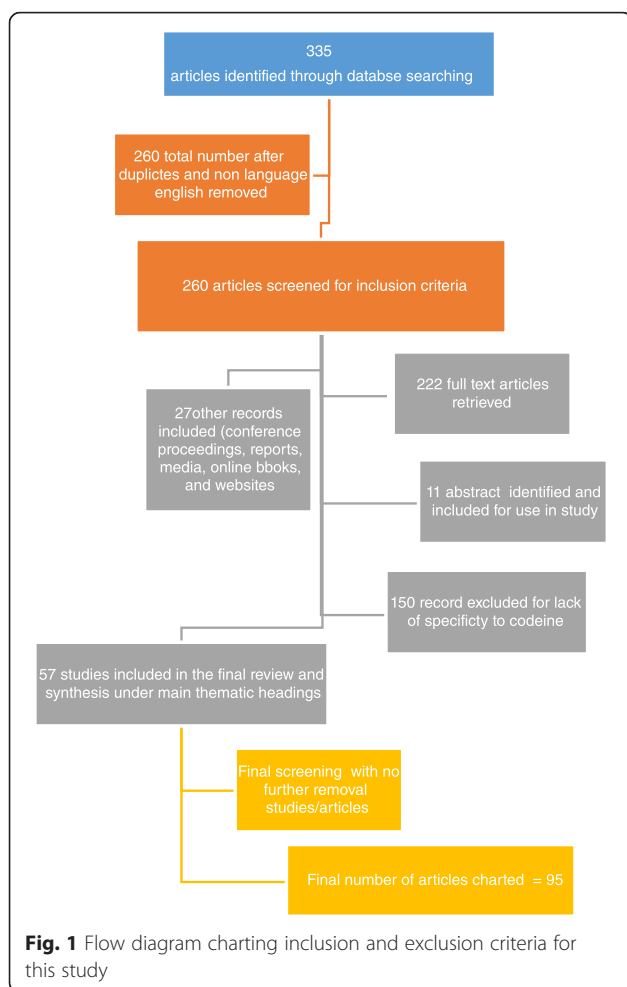 335
articles identified through databse searching
260 total number after
duplictes and non language
english removed
260 articles screened for inclusion criteria
222 full text articles
retrieved
27other records
included (conference
proceedings, reports,
media, online bboks,
and websites
11 abstract identified and
included for use in study
150 record excluded for lack
of specificty to codeine
57 studies included in the final review and
synthesis under main thematic headings
Final screening with no
further removal
studies/articles
Final number of articles charted = 95
Fig. 1 Flow diagram charting inclusion and exclusion criteria for
this study